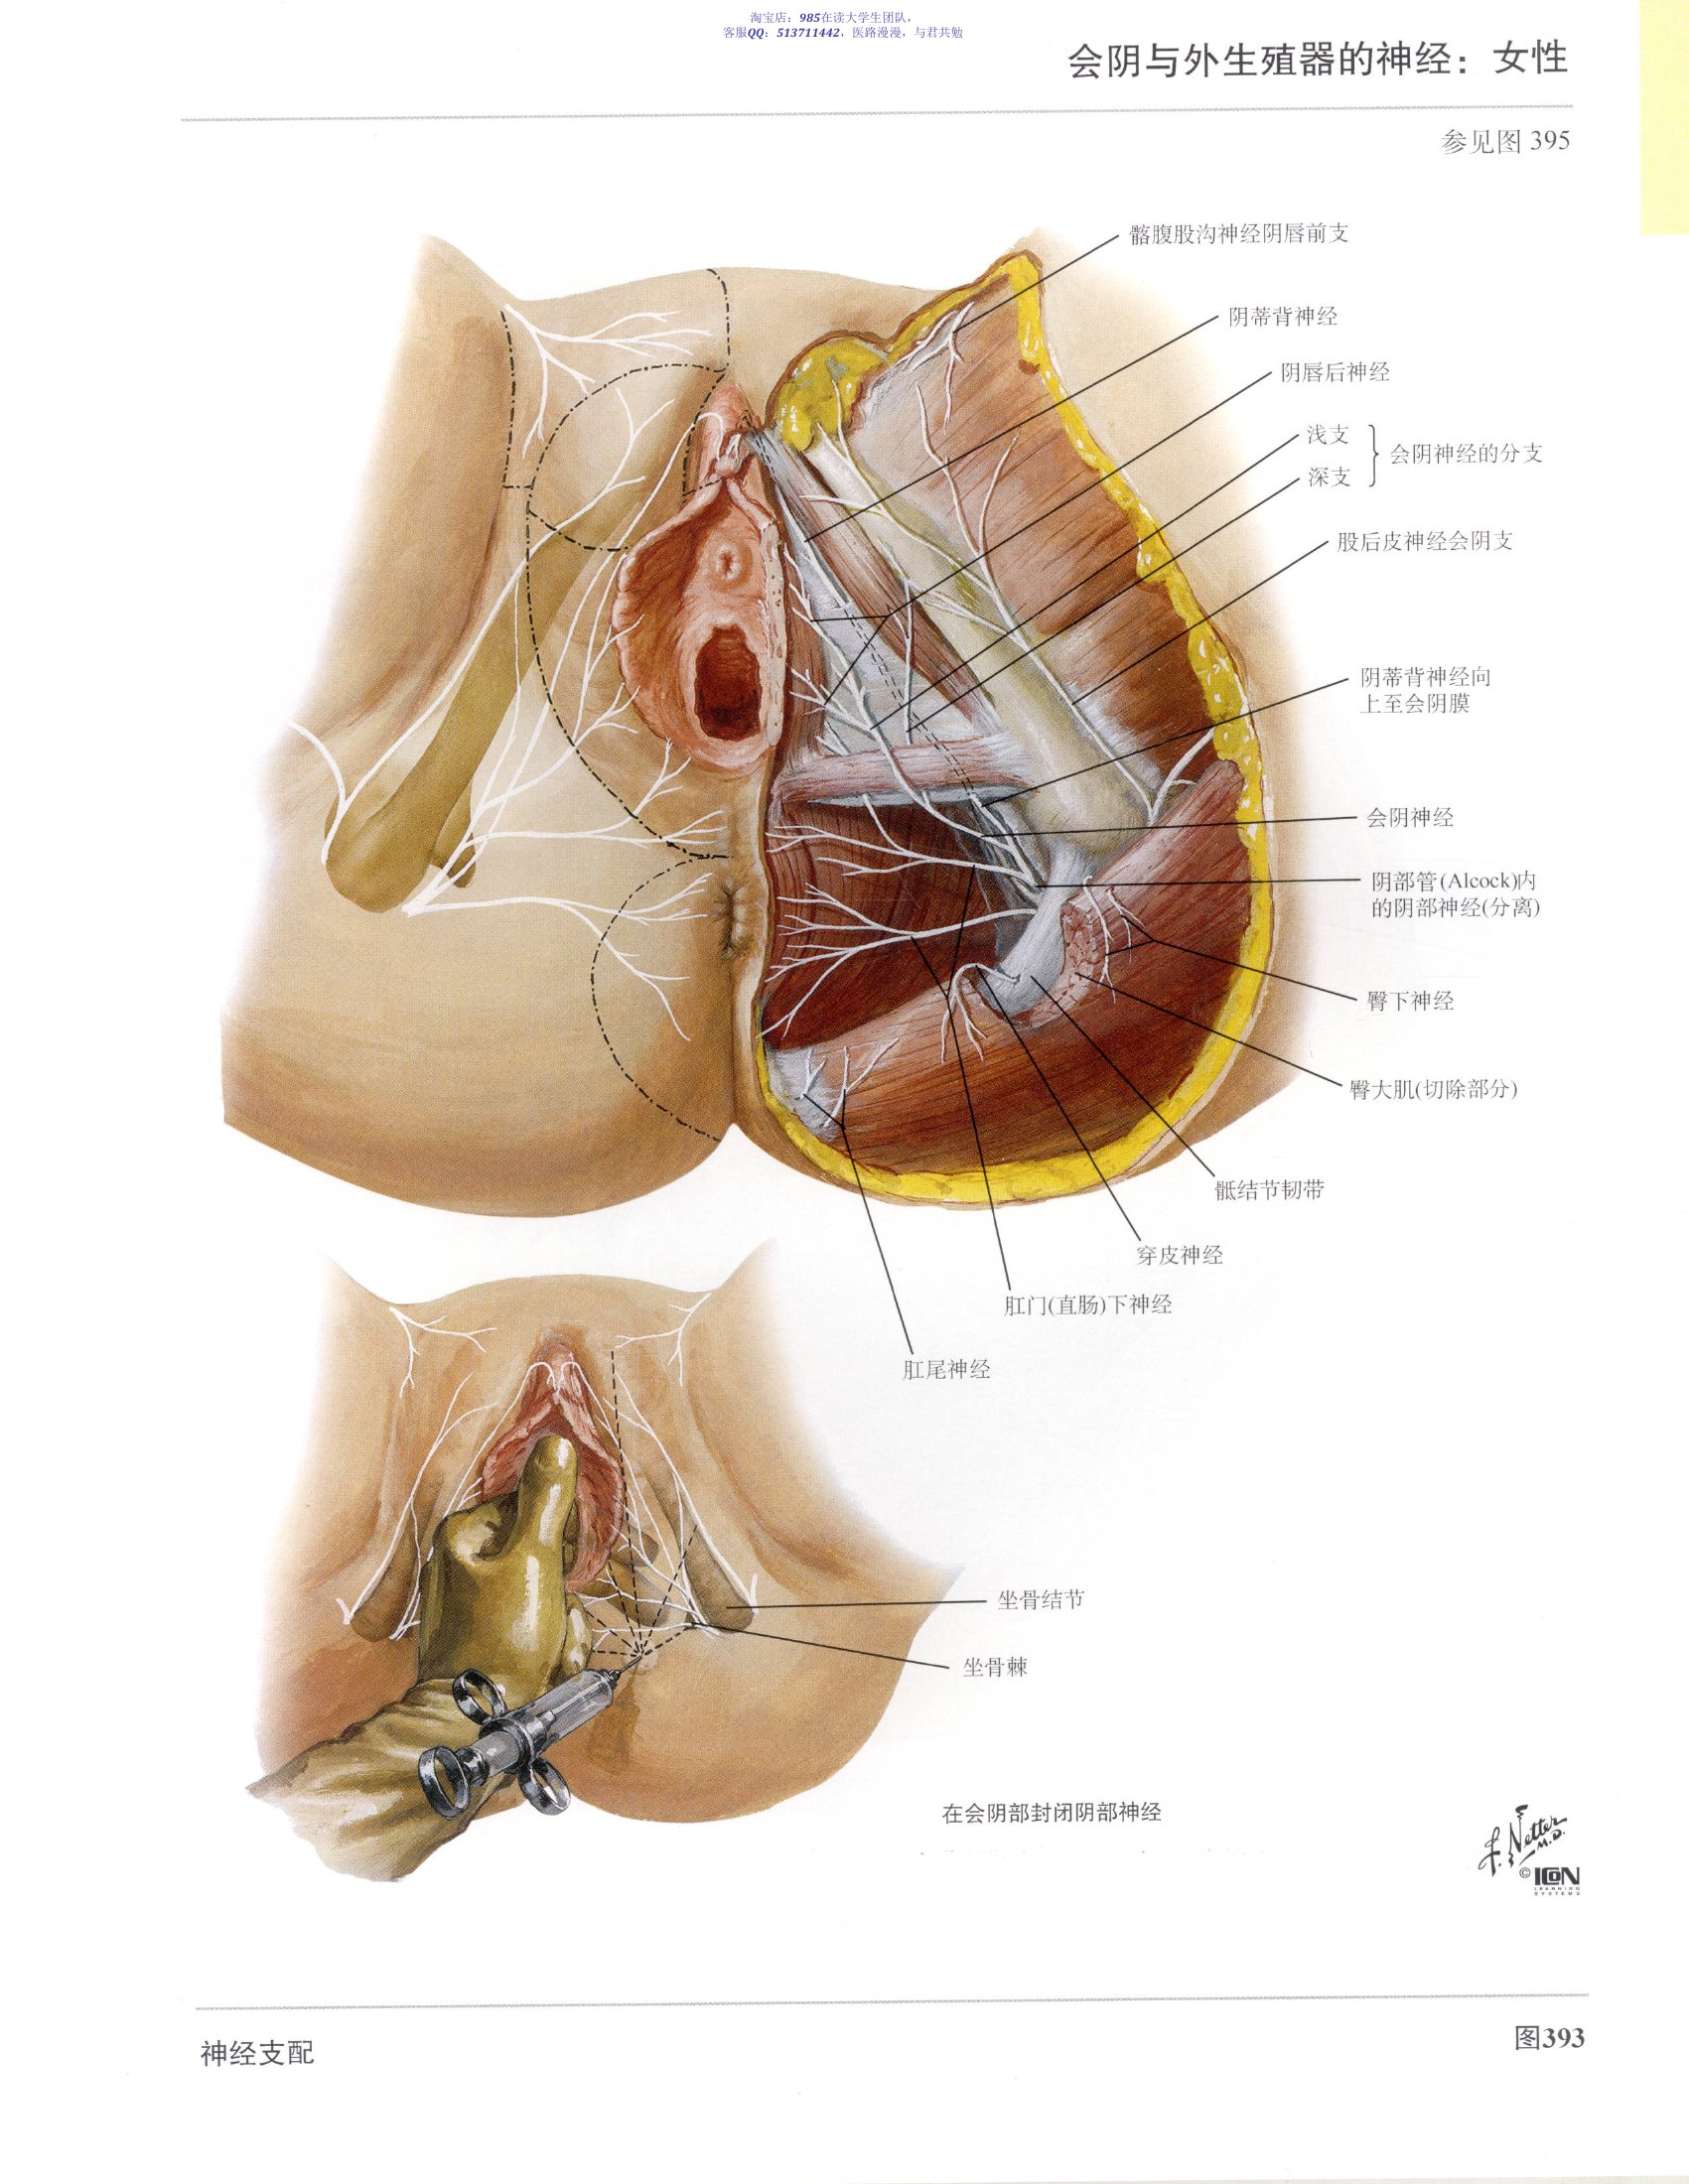 淘宝店：985在读大学生团队，
客服QQ：513711442，医路漫漫，与君共勉
会阴与外生殖器的神经：女性
参见图 395
髂腹股沟神经阴唇前支
阴蒂背神经
阴唇后神经
浅支
深支
会阴神经的分支
股后皮神经会阴支
阴蒂背神经向
上至会阴膜
会阴神经
阴部管(Alcock)内
的阴部神经(分离)
臀下神经
臀大肌(切除部分)
骶结节韧带
穿皮神经
肛门(直肠)下神经
肛尾神经
坐骨结节
坐骨棘
在会阴部封闭阴部神经
F. Netter
M.D.
© ICON
LEARNING
SYSTEMS
神经支配
图393